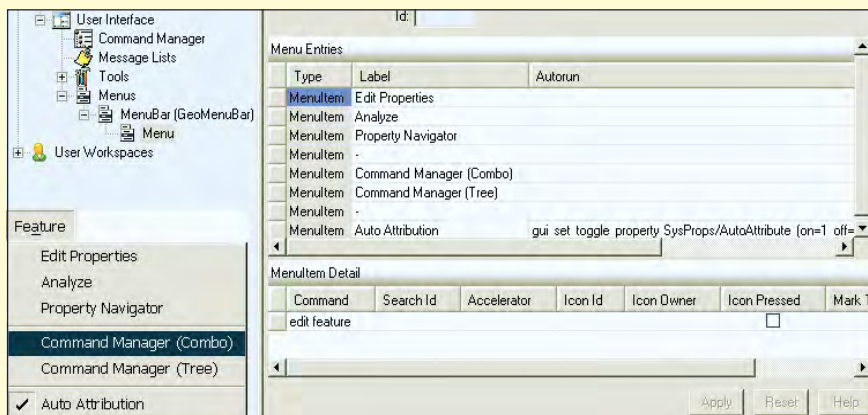 User Interface
Command Manager
Message Lists
Tools
Menus
MenuBar (GeoMenuBar)
Menu
User Workspaces
Feature
Edit Properties
Analyze
Property Navigator
Command Manager (Combo)
Command Manager (Tree)
✓ Auto Attribution
Id:
Menu Entries
Type Label Autorun
MenuItem Edit Properties
MenuItem Analyze
MenuItem Property Navigator
MenuItem -
MenuItem Command Manager (Combo)
MenuItem Command Manager (Tree)
MenuItem -
MenuItem Auto Attribution gui set toggle property SysProps/AutoAttribute (on=1 off=
MenuItem Detail
Command Search Id Accelerator Icon Id Icon Owner Icon Pressed Mark
edit feature
Apply Reset Help